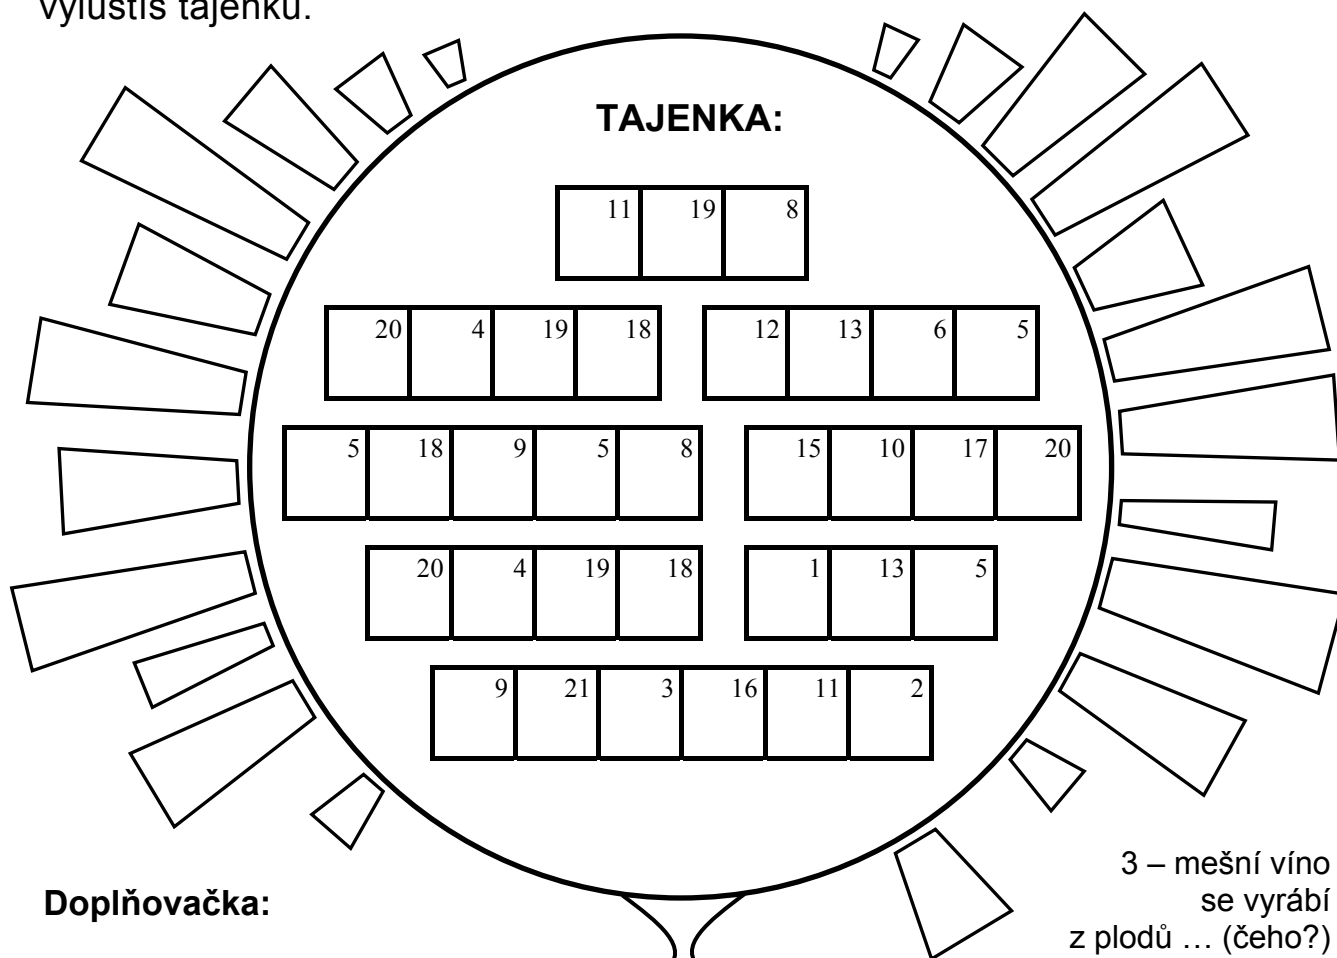 vyluštíš tajenku.
TAJENKA:
11 19 8
20 4 19 18 12 13 6 5
5 18 9 5 8 15 10 17 20
20 4 19 18 1 13 5
9 21 3 16 11 2
3 – mešní víno
se vyrábí
z plodů … (čeho?)
Doplňovačka: